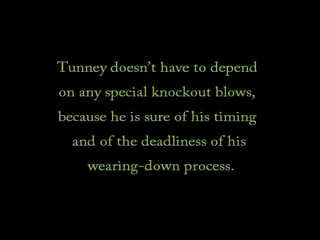 Tunney doesn’t have to depend
on any special knockout blows,
because he is sure of his timing
and of the deadliness of his
wearing-down process.